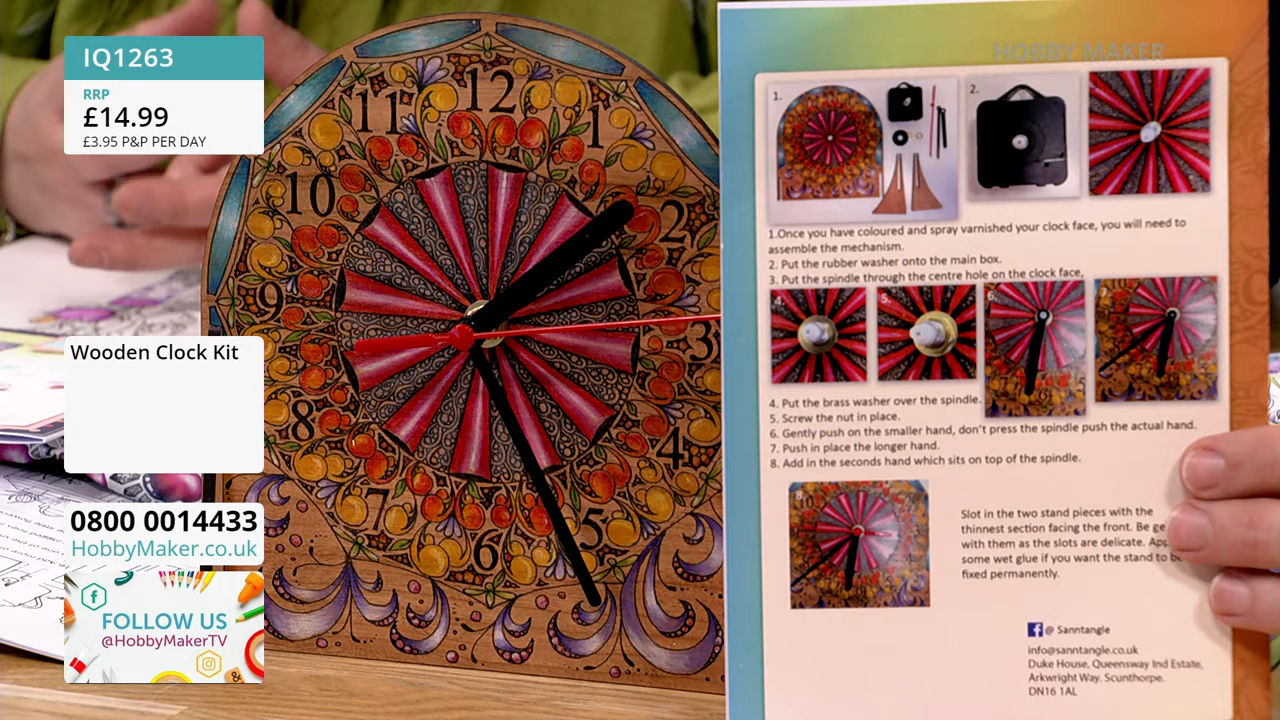 IQ1263
RRP
£14.99
£3.95 P&P PER DAY
Wooden Clock Kit
0800 0014433
HobbyMaker.co.uk
FOLLOW US
@HobbyMakerTV
12
11
1
10
2
9
3
8
4
7
5
6
HOBBY MAKER
1.
2.
1.Once you have coloured and spray varnished your clock face, you will need to
assemble the mechanism.
2. Put the rubber washer onto the main box.
3. Put the spindle through the centre hole on the clock face,
4.
5.
6.
4. Put the brass washer over the spindle.
5. Screw the nut in place.
6. Gently push on the smaller hand, don't press the spindle push the actual hand.
7. Push in place the longer hand.
8. Add in the seconds hand which sits on top of the spindle.
8.
Slot in the two stand pieces with the
thinnest section facing the front. Be
with them as the slots are delicate.
some wet glue if you want the stand to
fixed permanently.
@ Sanntangle
info@sanntangle.co.uk
Duke House, Queensway Ind Estate,
Arkwright Way. Scunthorpe.
DN16 1AL